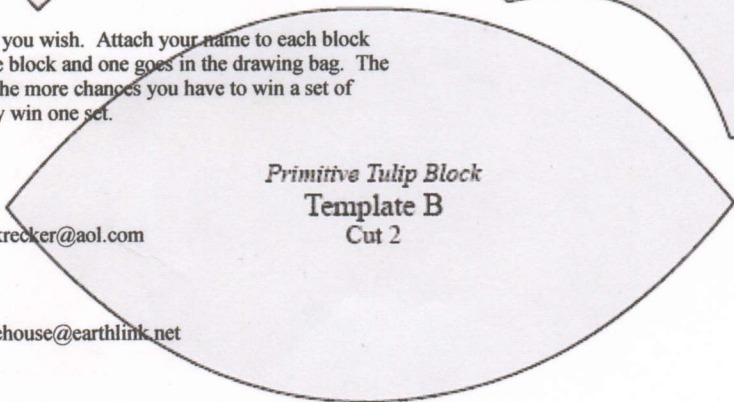 you wish. Attach your name to each block
block and one goes in the drawing bag. The
he more chances you have to win a set of
win one set.
Primitive Tulip Block
Template B
Cut 2
krecker@aol.com
ehouse@earthlink.net